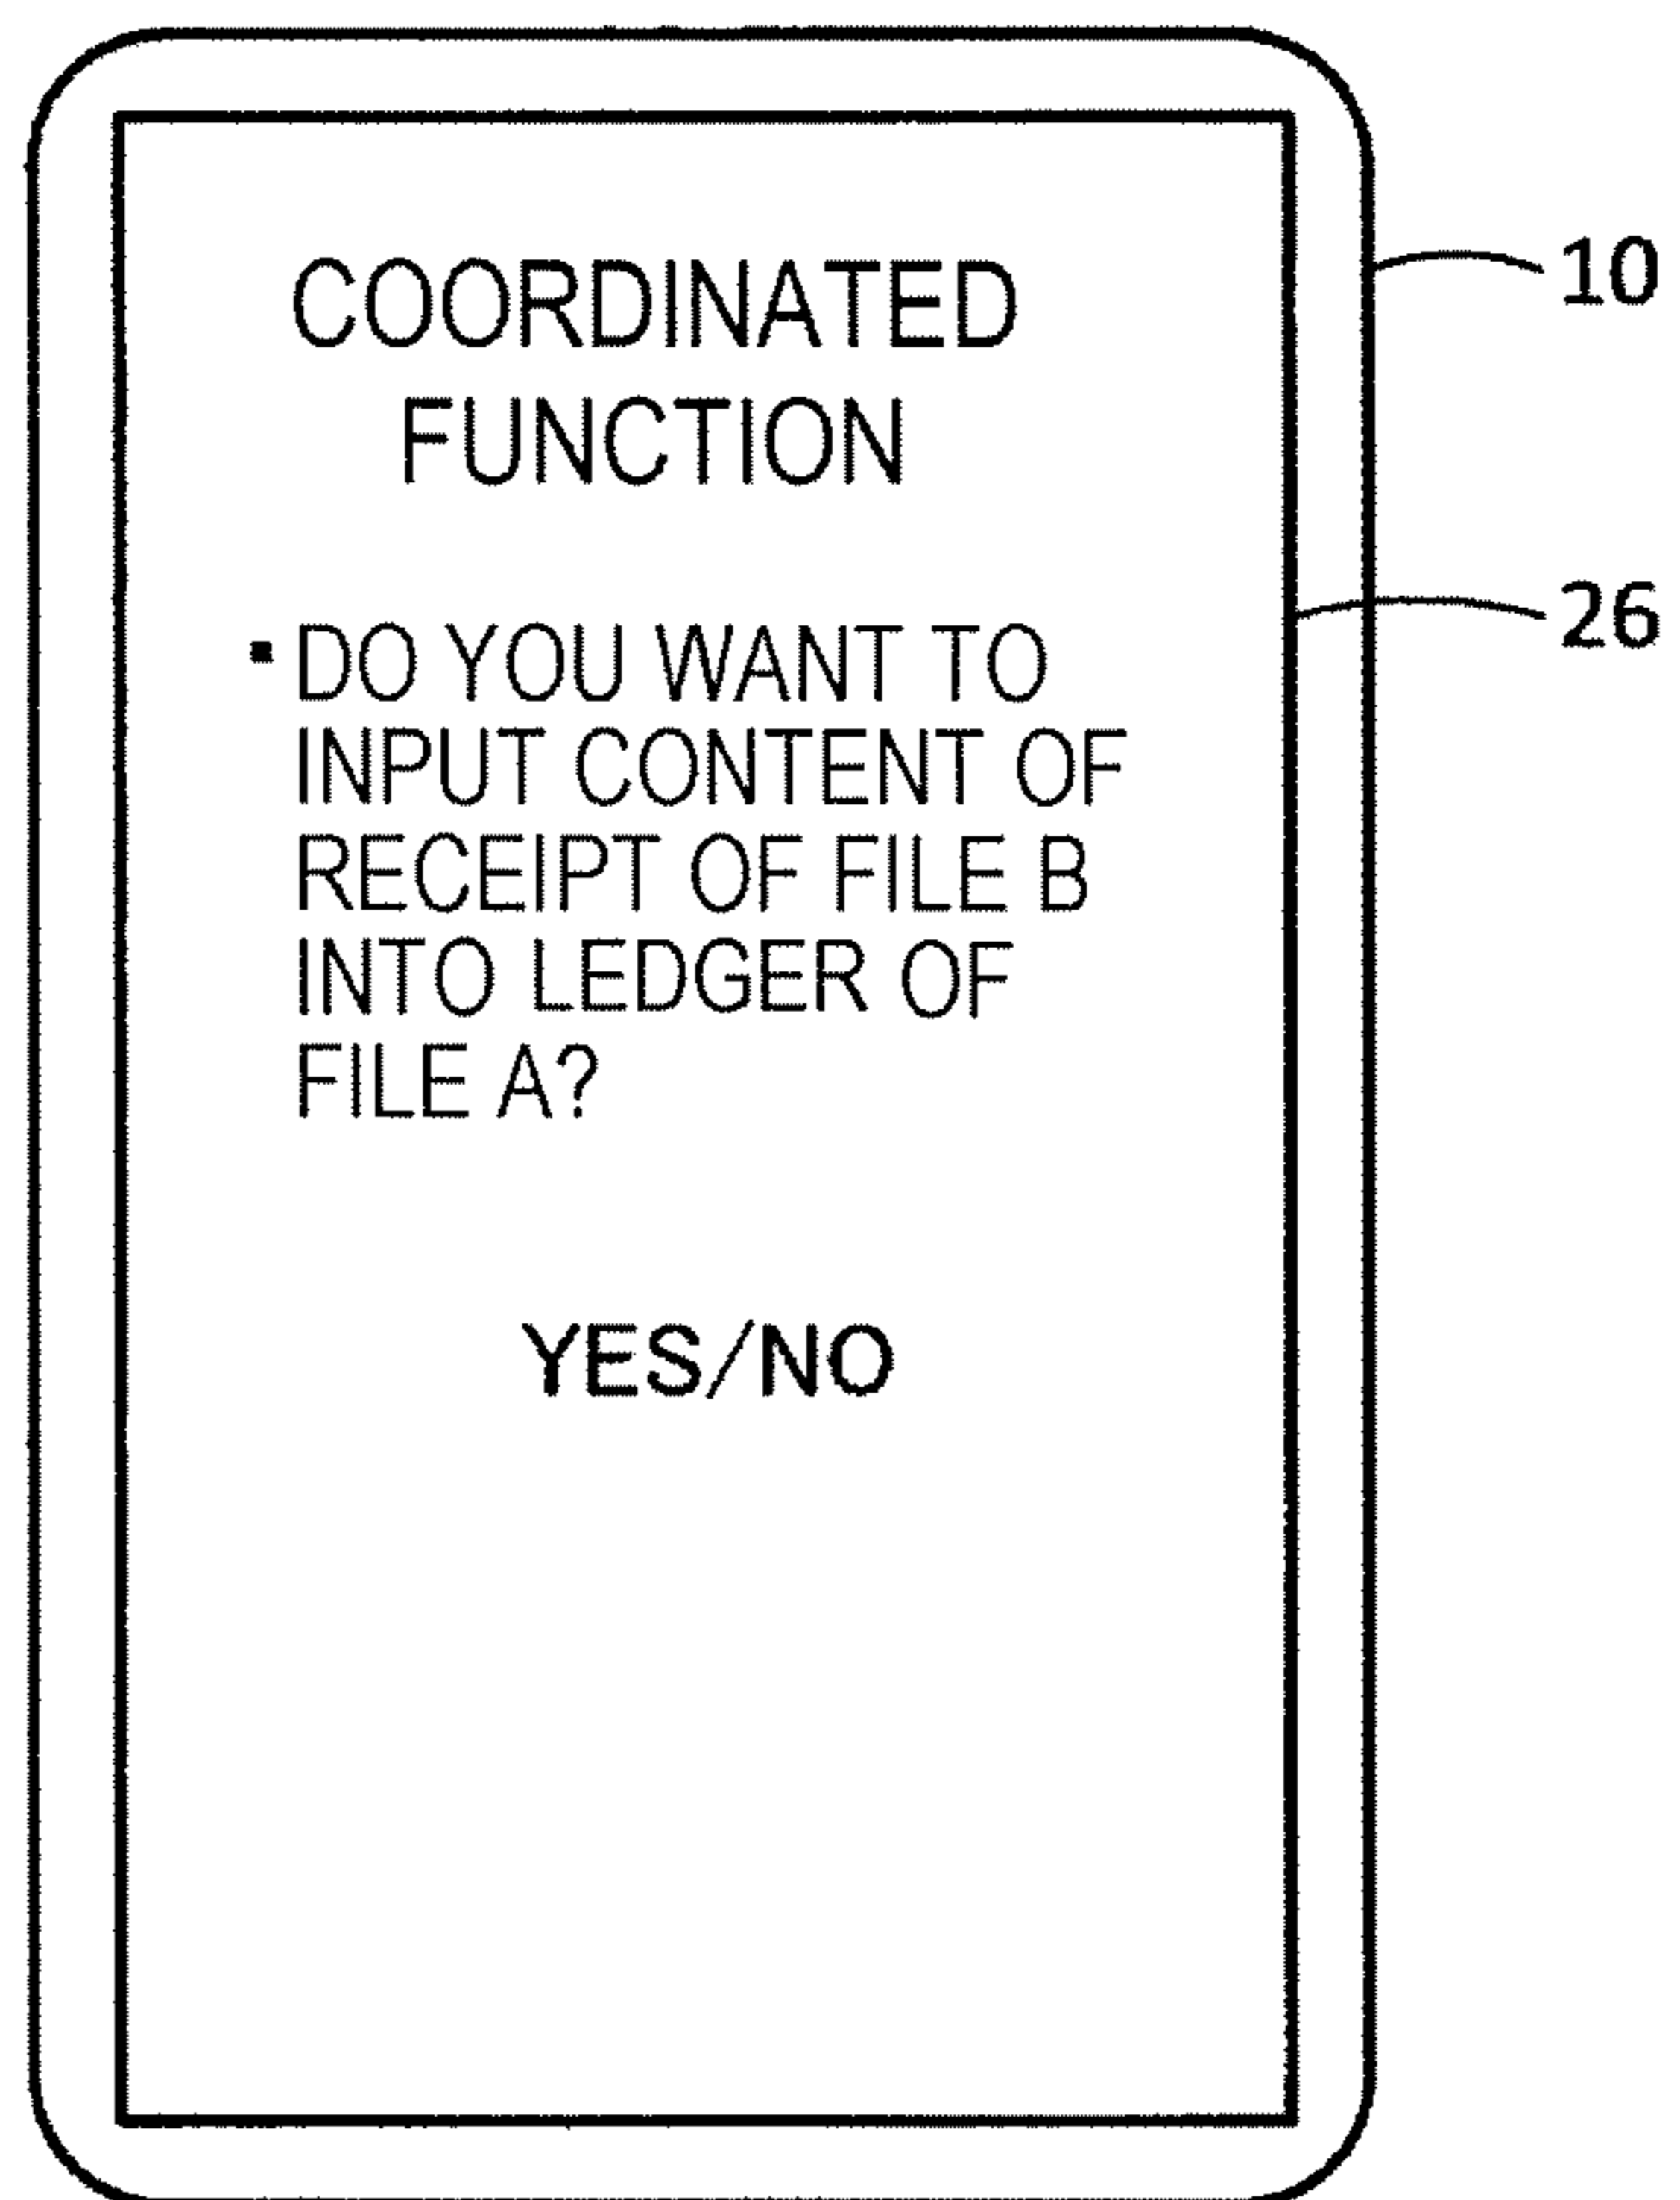 COORDINATED
FUNCTION
10
26
▪ DO YOU WANT TO
INPUT CONTENT OF
RECEIPT OF FILE B
INTO LEDGER OF
FILE A?
YES/NO